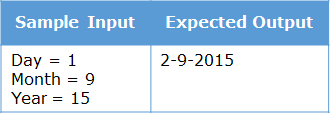 Sample Input Expected Output
Day = 1 2-9-2015
Month = 9
Year = 15